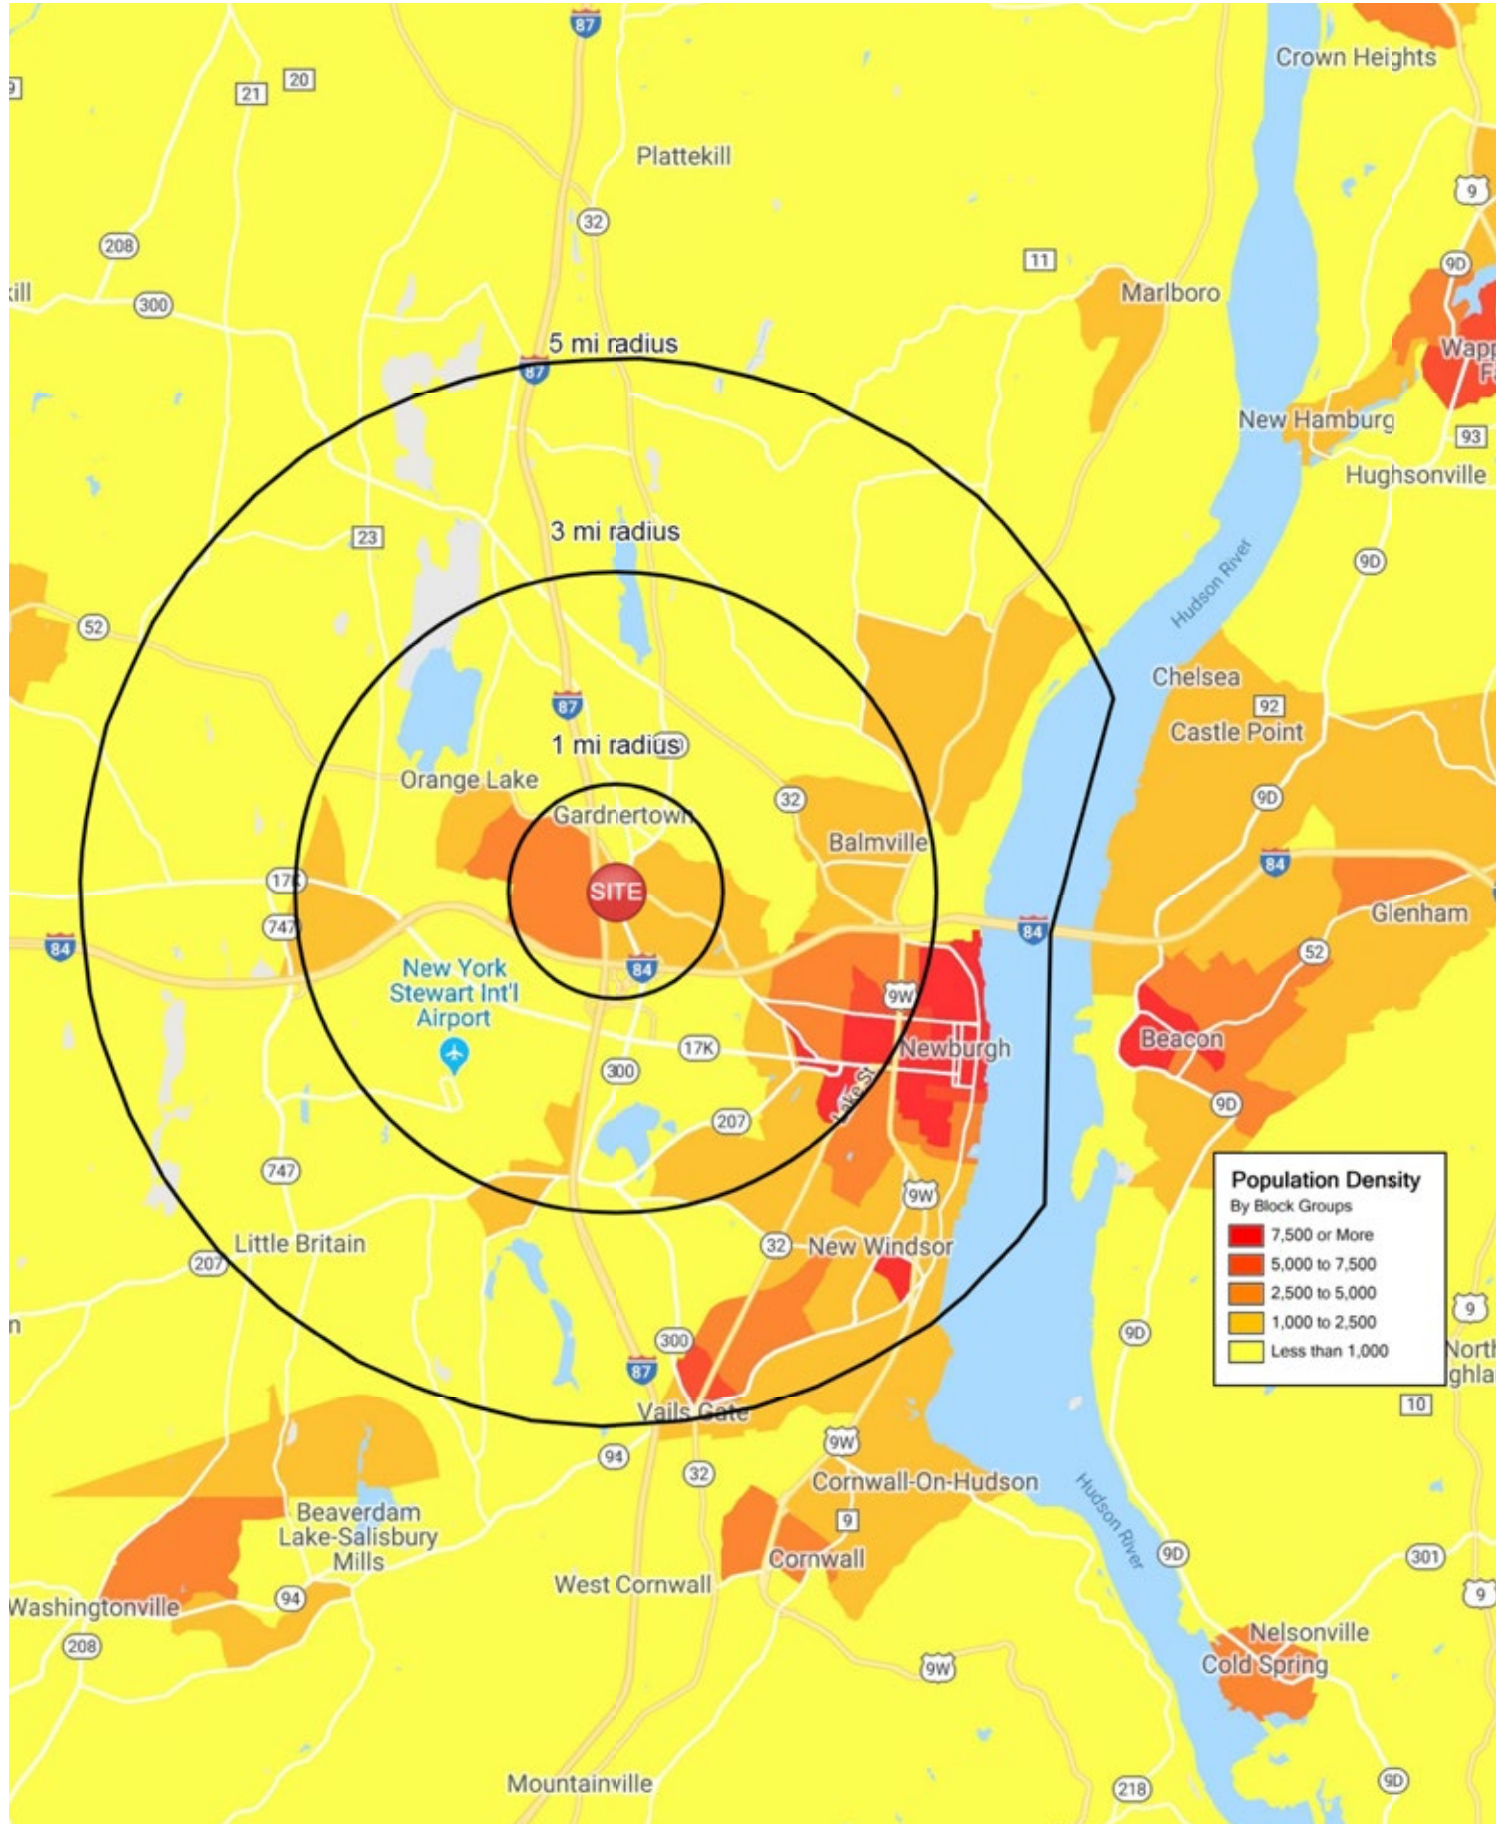 87
Crown Heights
20
21
9
Plattekill
9
32
208
11
9D
kill
Marlboro
300
5 mi radius
Wapp
Fa
87
New Hamburg
93
Hughsonville
3 mi radius
23
9D
Hudson River
52
Chelsea
87
92
Castle Point
1 mi radius
Orange Lake
32
9D
Gardnertown
Balmville
84
17K
SITE
Glenham
747
84
84
52
84
New York
Stewart Int'l
Airport
9W
Beacon
17K
Newburgh
300
Lake St
9D
207
747
Population Density
By Block Groups
7,500 or More
5,000 to 7,500
2,500 to 5,000
1,000 to 2,500
Less than 1,000
9W
32
New Windsor
Little Britain
207
9
n
9D
300
North
ghla
87
10
Vails Gate
9W
94
32
Cornwall-On-Hudson
Hudson River
Beaverdam
Lake-Salisbury
Mills
9
9D
301
Cornwall
West Cornwall
94
9
Washingtonville
208
Nelsonville
Cold Spring
9W
Mountainville
218
9D